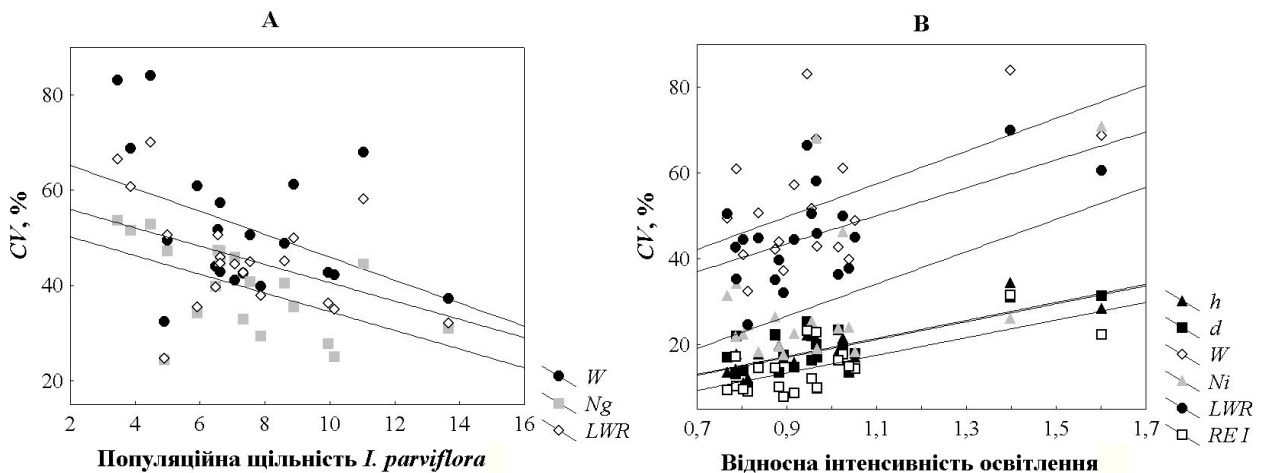 A
CV, %
80
60
40
20
2 4 6 8 10 12 14 16
Популяційна щільність I. parviflora
W
Ng
LWR
B
CV, %
80
60
40
20
0,7 0,9 1,1 1,3 1,5 1,7
Відносна інтенсивність освітлення
h
d
W
Ni
LWR
REI